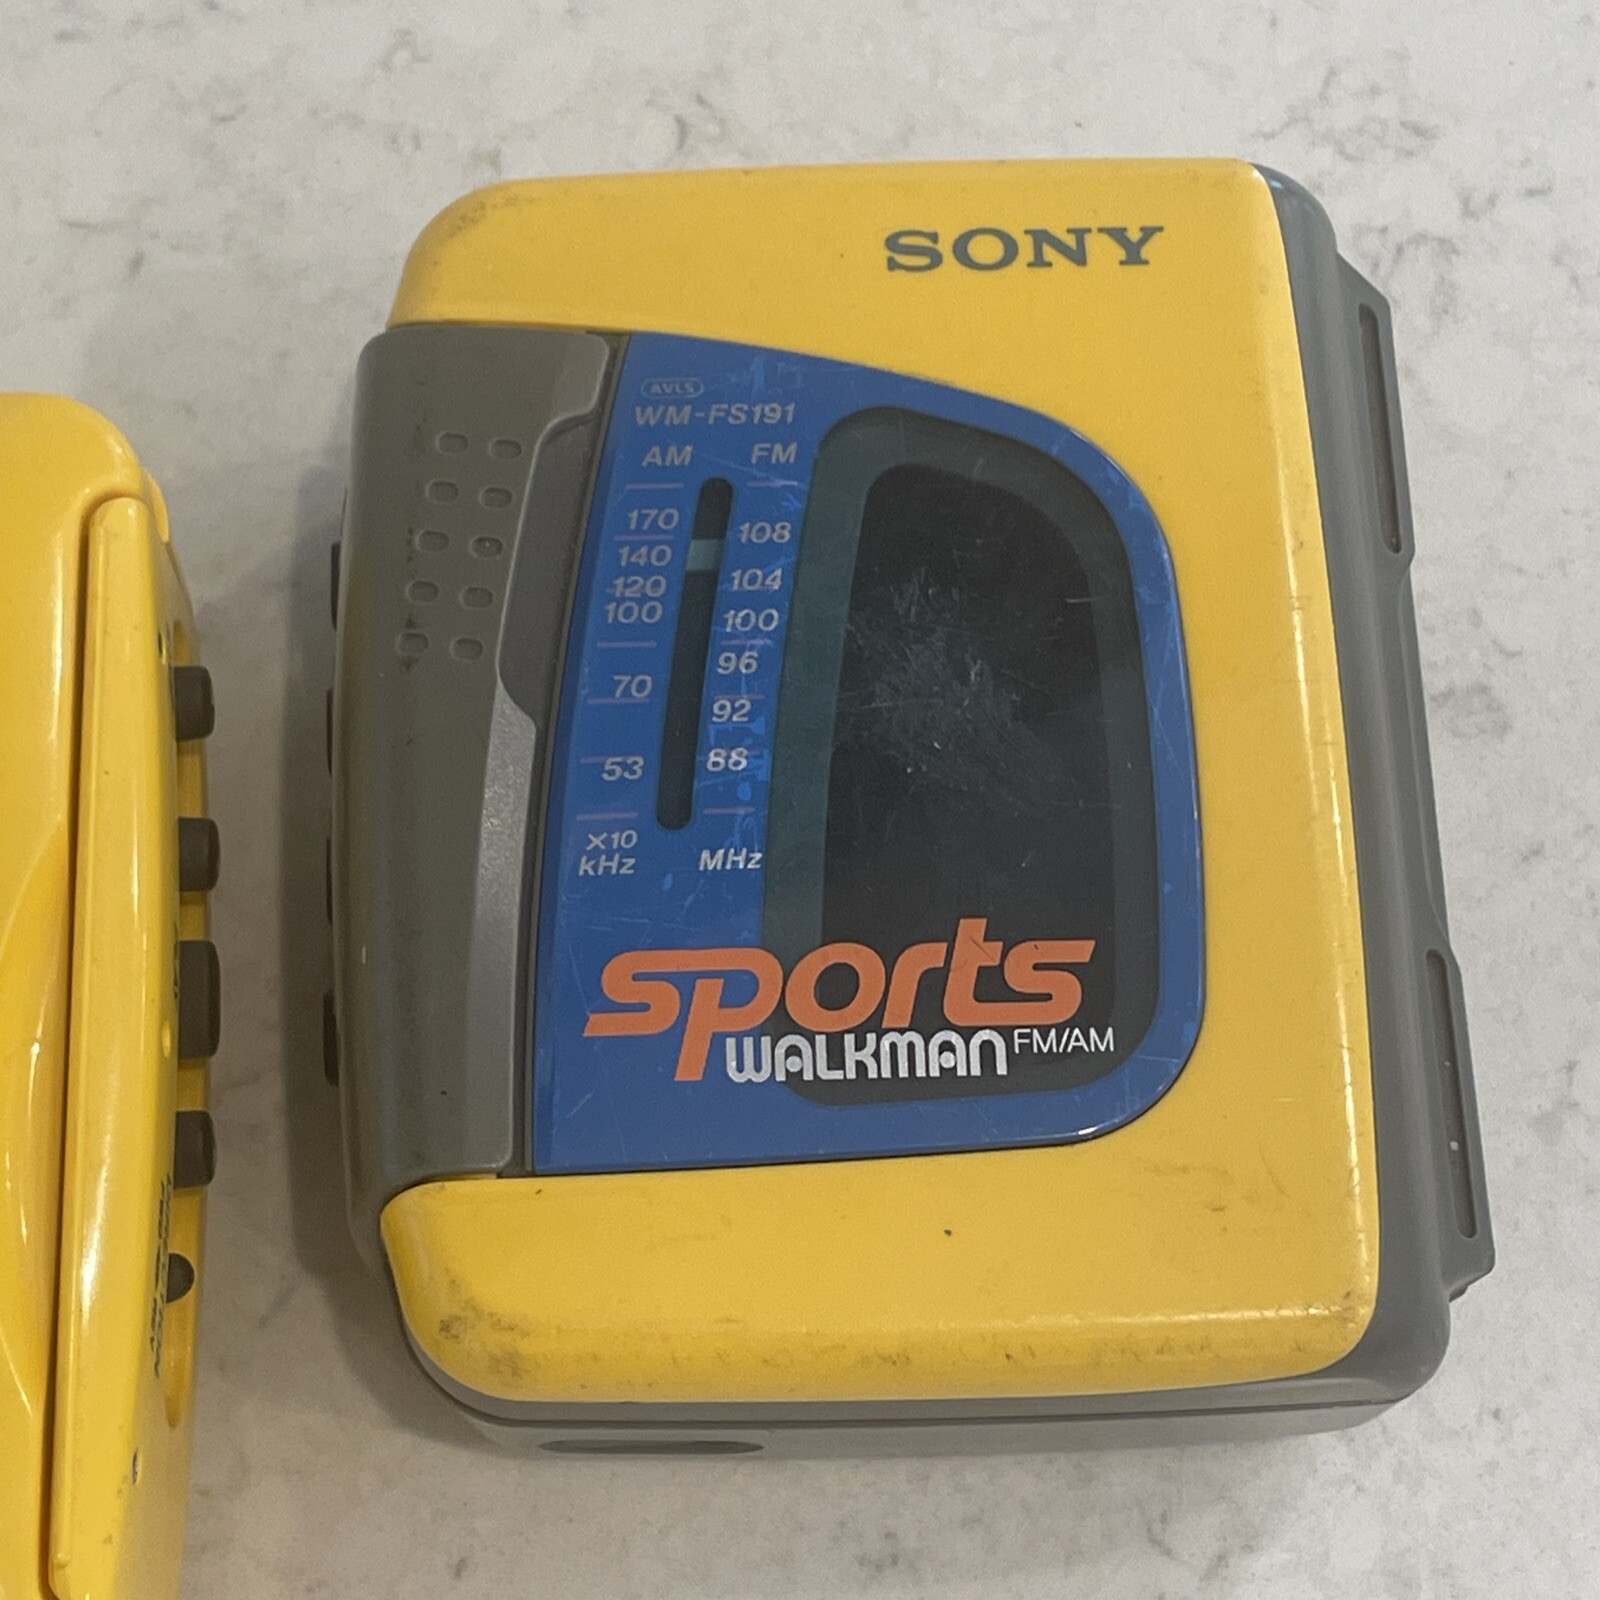 SONY
AVLS
WM-FS191
AM FM
170 108
140
120 104
100 100
96
70
92
53 88
X10
kHz MHz
sports
WALKMAN FM/AM